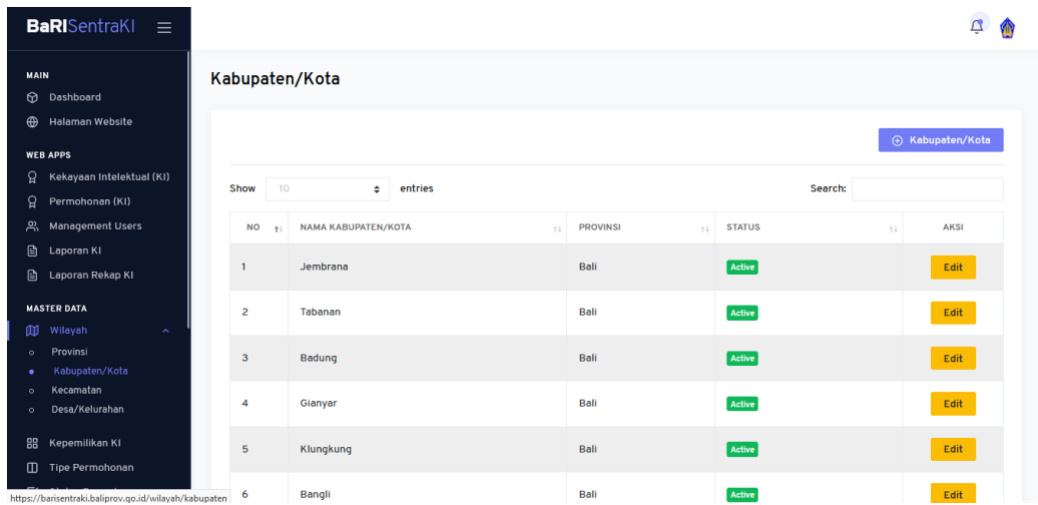 BaRISentraKI
Kabupaten/Kota
MAIN
Dashboard
Halaman Website
WEB APPS
Kekayaan Intelektual (KI)
Permohonan (KI)
Management Users
Laporan KI
Laporan Rekap KI
MASTER DATA
Wilayah
Provinsi
Kabupaten/Kota
Kecamatan
Desa/Kelurahan
Kepemilikan KI
Tipe Permohonan
https://barisentraki.baliprov.go.id/wilayah/kabupaten
Kabupaten/Kota
Show 10 entries Search:
NO NAMA KABUPATEN/KOTA PROVINSI STATUS AKSI
1 Jembrana Bali Active Edit
2 Tabanan Bali Active Edit
3 Badung Bali Active Edit
4 Gianyar Bali Active Edit
5 Klungkung Bali Active Edit
6 Bangli Bali Active Edit